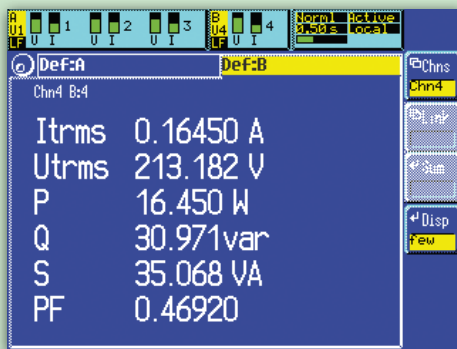 A B Norml Active
U1 1 2 3 U4 4 0.50 s Local
LF U I U I U I LF U I
Def:A Def:B
Chn4 B:4
Itrms 0.16450 A
Utrms 213.182 V
P 16.450 W
Q 30.971var
S 35.068 VA
PF 0.46920
Chns
Chn4
Link
Sum
Disp
few